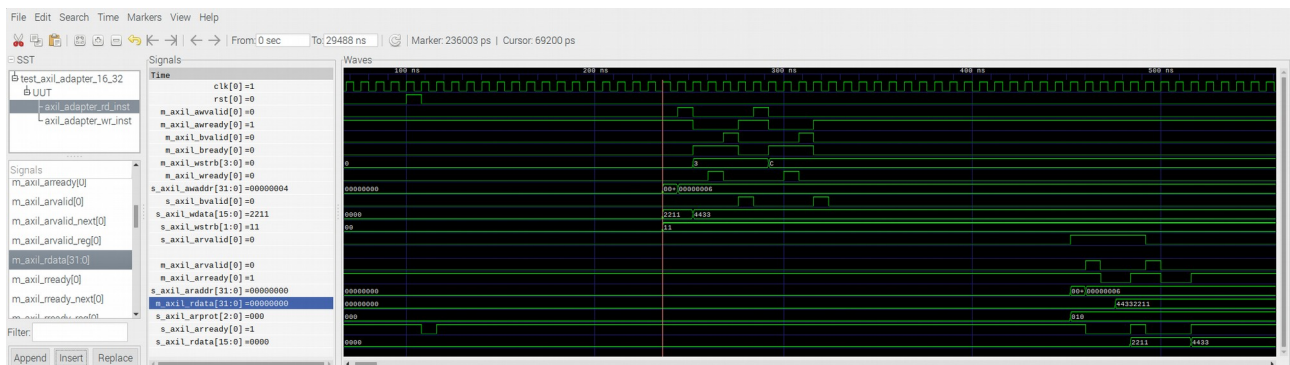 File Edit Search Time Markers View Help
From: 0 sec To: 29488 ns Marker: 236003 ps | Cursor: 69200 ps
SST
test_axil_adapter_16_32
UUT
axil_adapter_rd_inst
axil_adapter_wr_inst
Signals
m_axil_arready[0]
m_axil_arvalid[0]
m_axil_arvalid_next[0]
m_axil_arvalid_reg[0]
m_axil_rdata[31:0]
m_axil_rready[0]
m_axil_rready_next[0]
m_axil_rready_reg[0]
Filter:
Append Insert Replace
Signals
Time
clk[0]=1
rst[0]=0
m_axil_awvalid[0]=0
m_axil_awready[0]=1
m_axil_bvalid[0]=0
m_axil_bready[0]=0
m_axil_wstrb[3:0]=0
m_axil_wready[0]=0
s_axil_awaddr[31:0]=00000004
s_axil_bvalid[0]=0
s_axil_wdata[15:0]=2211
s_axil_wstrb[1:0]=11
s_axil_arvalid[0]=0
m_axil_arvalid[0]=0
m_axil_arready[0]=1
s_axil_araddr[31:0]=00000000
m_axil_rdata[31:0]=00000000
s_axil_arprot[2:0]=000
s_axil_arready[0]=1
s_axil_rdata[15:0]=0000
Waves
100 ns 200 ns 300 ns 400 ns 500 ns
0 3 C
00000000 00+ 00000006
0000 2211 4433
00 11
00000000 00+ 00000006
00000000 44332211
000 010
0000 2211 4433